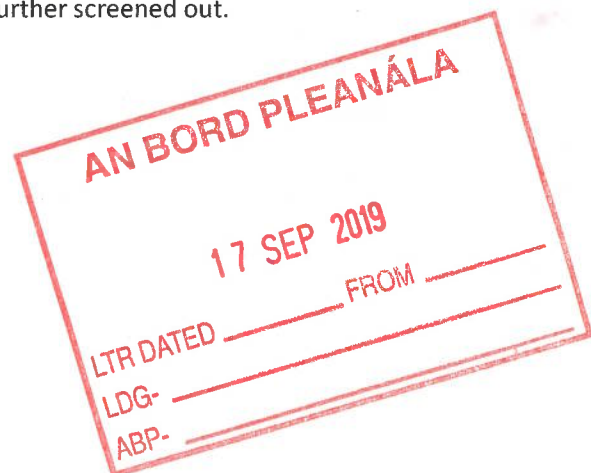 urther screened out.
AN BORD PLEANÁLA
17 SEP 2019
LTR DATED FROM
LDG-
ABP-